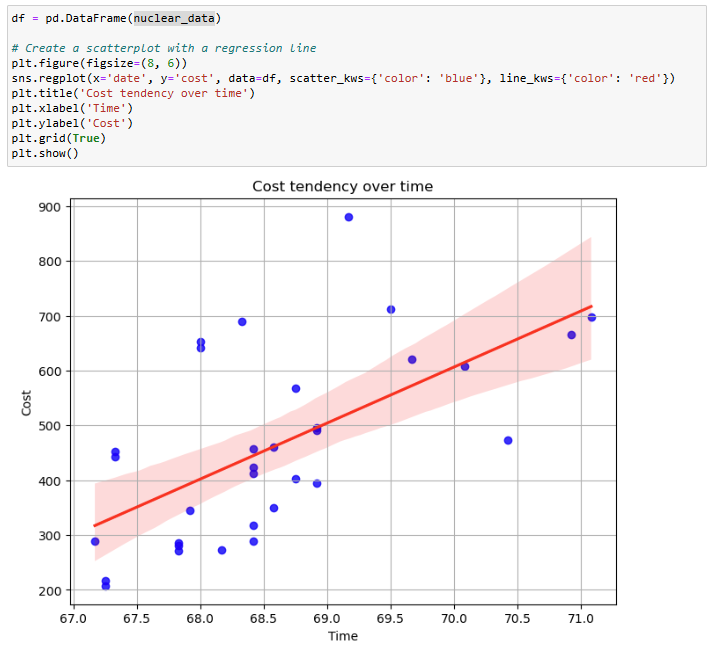 df = pd.DataFrame(nuclear_data)
# Create a scatterplot with a regression line
plt.figure(figsize=(8, 6))
sns.regplot(x='date', y='cost', data=df, scatter_kws={'color': 'blue'}, line_kws={'color': 'red'})
plt.title('Cost tendency over time')
plt.xlabel('Time')
plt.ylabel('Cost')
plt.grid(True)
plt.show()
Cost tendency over time
900
800
700
600
500
400
300
200
Cost
67.0 67.5 68.0 68.5 69.0 69.5 70.0 70.5 71.0
Time